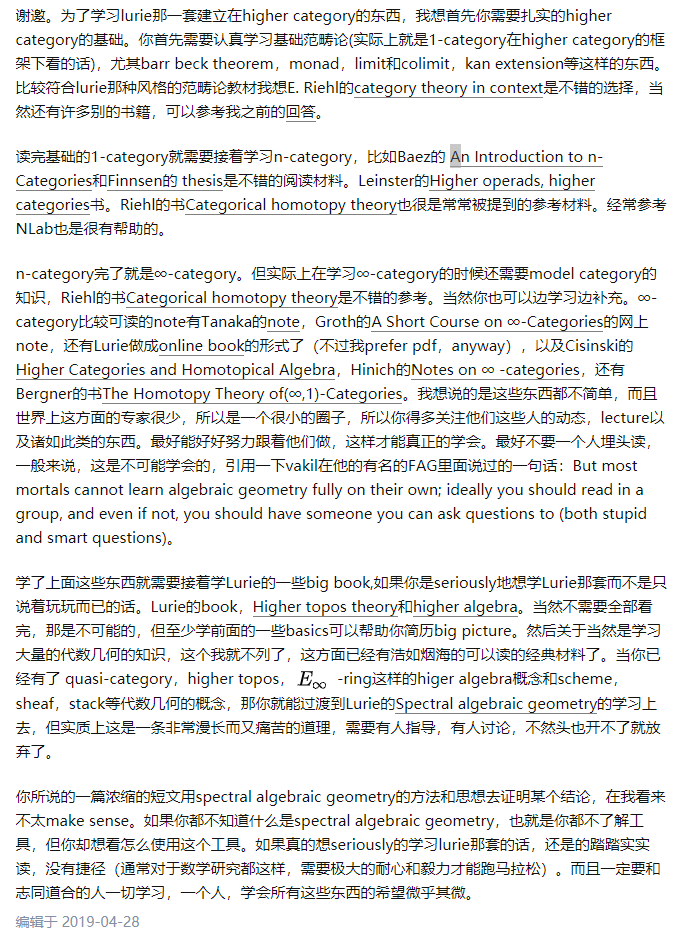 谢邀。为了学习lurie那一套建立在higher category的东西，我想首先你需要扎实的higher
category的基础。你首先需要认真学习基础范畴论(实际上就是1-category在higher category的框
架下看的话)，尤其barr beck theorem，monad，limit和colimit，kan extension等这样的东西。
比较符合lurie那种风格的范畴论教材我想E. Riehl的category theory in context是不错的选择，当
然还有许多别的书籍，可以参考我之前的回答。
读完基础的1-category就需要接着学习n-category，比如Baez的 An Introduction to n-
Categories和Finnsen的 thesis是不错的阅读材料。Leinster的Higher operads, higher
categories书。Riehl的书Categorical homotopy theory也很是常常被提到的参考材料。经常参考
NLab也是很有帮助的。
n-category完了就是∞-category。但实际上在学习∞-category的时候还需要model category的
知识，Riehl的书Categorical homotopy theory是不错的参考。当然你也可以边学习边补充。∞-
category比较可读的note有Tanaka的note，Groth的A Short Course on ∞-Categories的网上
note，还有Lurie做成online book的形式了（不过我prefer pdf，anyway），以及Cisinski的
Higher Categories and Homotopical Algebra，Hinich的Notes on ∞ -categories，还有
Bergner的书The Homotopy Theory of(∞,1)-Categories。我想说的是这些东西都不简单，而且
世界上这方面的专家很少，所以是一个很小的圈子，所以你得多关注他们这些人的动态，lecture以
及诸如此类的东西。最好能好好努力跟着他们做，这样才能真正的学会。最好不要一个人埋头读，
一般来说，这是不可能学会的，引用一下vakil在他的有名的FAG里面说过的一句话：But most
mortals cannot learn algebraic geometry fully on their own; ideally you should read in a
group, and even if not, you should have someone you can ask questions to (both stupid
and smart questions)。
学了上面这些东西就需要接着学Lurie的一些big book,如果你是seriously地想学Lurie那套而不是只
说着玩玩而已的话。Lurie的book，Higher topos theory和higher algebra。当然不需要全部看
完，那是不可能的，但至少学前面的一些basics可以帮助你简历big picture。然后关于当然是学习
大量的代数几何的知识，这个我就不列了，这方面已经有浩如烟海的可以读的经典材料了。当你已
经有了 quasi-category，higher topos，E∞ -ring这样的higer algebra概念和scheme，
sheaf，stack等代数几何的概念，那你就能过渡到Lurie的Spectral algebraic geometry的学习上
去，但实质上这是一条非常漫长而又痛苦的道理，需要有人指导，有人讨论，不然头也开不了就放
弃了。
你所说的一篇浓缩的短文用spectral algebraic geometry的方法和思想去证明某个结论，在我看来
不太make sense。如果你都不知道什么是spectral algebraic geometry，也就是你都不了解工
具，但你却想看怎么使用这个工具。如果真的想seriously的学习lurie那套的话，还是的踏踏实实
读，没有捷径（通常对于数学研究都这样，需要极大的耐心和毅力才能跑马拉松）。而且一定要和
志同道合的人一切学习，一个人，学会所有这些东西的希望微乎其微。
编辑于 2019-04-28